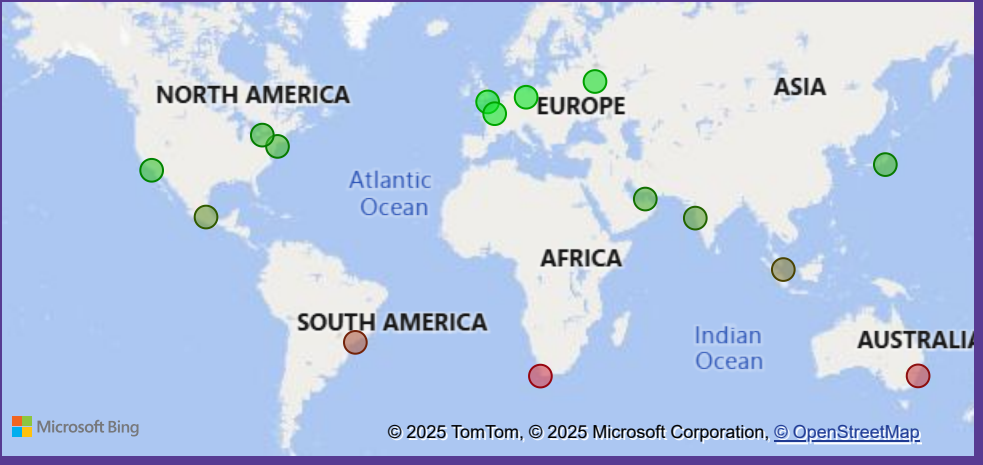 NORTH AMERICA
ASIA
EUROPE
Atlantic
Ocean
AFRICA
SOUTH AMERICA
Indian
Ocean
AUSTRALIA
Microsoft Bing
© 2025 TomTom, © 2025 Microsoft Corporation, © OpenStreetMap